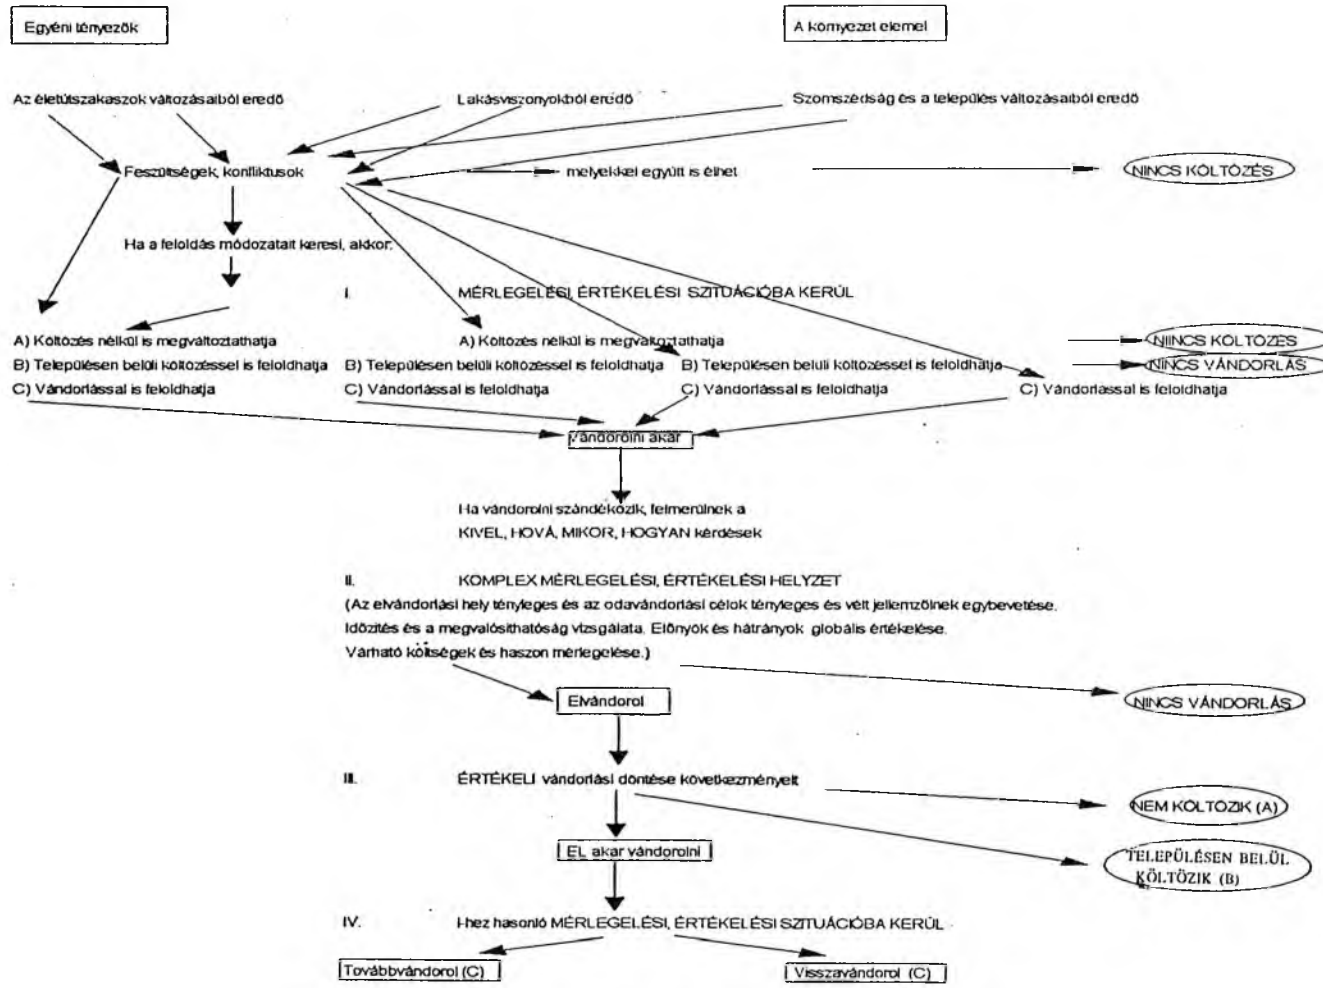 Egyéni tényezők
A környezet elemei
Az életútszakaszok változásaiból eredő
Lakásviszonyokból eredő
Szomszédság és a település változásaiból eredő
Feszültségek, konfliktusok
melyekkel együtt is élhet
NINCS KÖLTÖZÉS
Ha a feloldás módozatait keresi, akkor:
I. MÉRLEGELÉSI, ÉRTÉKELÉSI SZITUÁCIÓBA KERÜL
A) Költözés nélkül is megváltoztathatja
A) Költözés nélkül is megváltoztathatja
NIINCS KÖLTÖZÉS
B) Településen belüli költözéssel is feloldhatja
B) Településen belüli költözéssel is feloldhatja
B) Településen belüli költözéssel is feloldhatja
NINCS VÁNDORLÁS
C) Vándorlással is feloldhatja
C) Vándorlással is feloldhatja
C) Vándorlással is feloldhatja
C) Vándorlással is feloldhatja
Vándorolni akar
Ha vándorolni szándékozik, felmerülnek a
KIVEL, HOVÁ, MIKOR, HOGYAN kérdések
II. KOMPLEX MÉRLEGELÉSI, ÉRTÉKELÉSI HELYZET
(Az elvándorlási hely tényleges és az odavándorlási célok tényleges és vélt jellemzőinek egybevetése.
Időzítés és a megvalósíthatóság vizsgálata. Előnyök és hátrányok globális értékelése.
Várható költségek és haszon mérlegelése.)
Elvándorol
NINCS VÁNDORLÁS
III. ÉRTÉKELI vándorlási döntése következményeit
NEM KÖLTÖZIK (A)
EL akar vándorolni
TELEPÜLÉSEN BELÜL
KÖLTÖZIK (B)
IV. I-hez hasonló MÉRLEGELÉSI, ÉRTÉKELÉSI SZITUÁCIÓBA KERÜL
Továbbvándorol (C)
Visszavándorol (C)